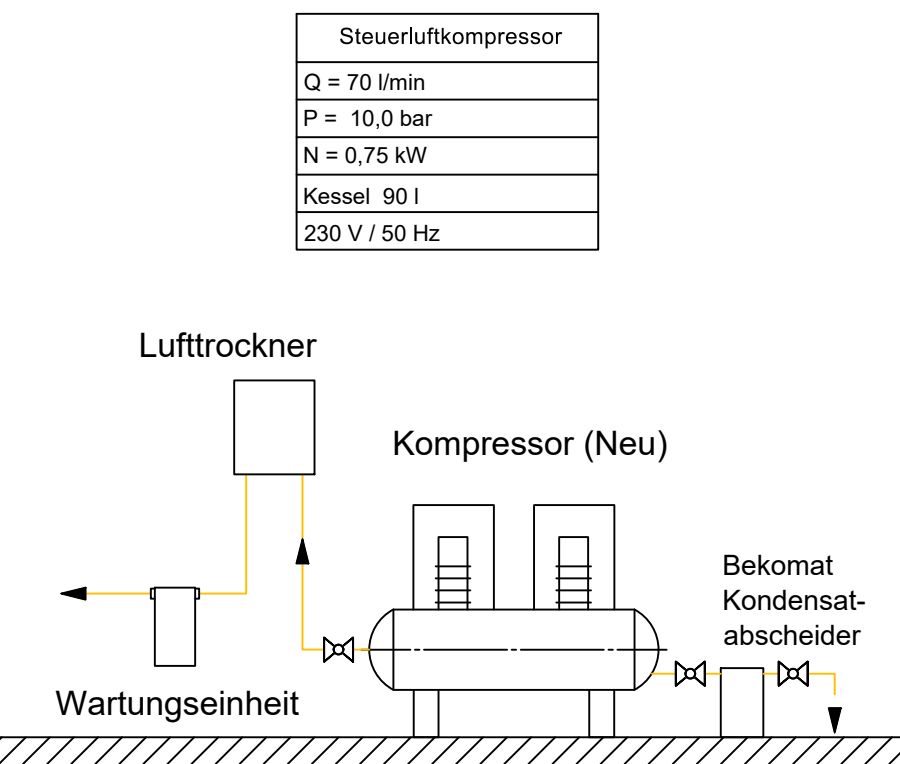 Steuerluftkompressor
Q = 70 l/min
P = 10,0 bar
N = 0,75 kW
Kessel 90 l
230 V / 50 Hz
Lufttrockner
Kompressor (Neu)
Bekomat
Kondensat-
abscheider
Wartungseinheit